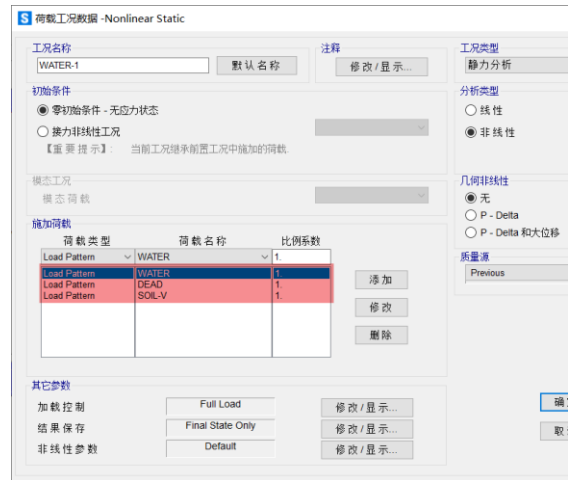 荷载工况数据 -Nonlinear Static
工况名称
WATER-1
默认名称
注释
修改/显示...
工况类型
静力分析
初始条件
零初始条件 - 无应力状态
接力非线性工况
【重要提示】: 当前工况继承前置工况中施加的荷载
分析类型
线性
非线性
模态工况
模态荷载
几何非线性
无
P - Delta
P - Delta 和大位移
施加荷载
荷载类型 荷载名称 比例系数
Load Pattern WATER 1.
Load Pattern WATER 1.
Load Pattern DEAD 1.
Load Pattern SOIL-V 1.
添加
修改
删除
质量源
Previous
其它参数
加载控制 Full Load 修改/显示...
结果保存 Final State Only 修改/显示...
非线性参数 Default 修改/显示...
取